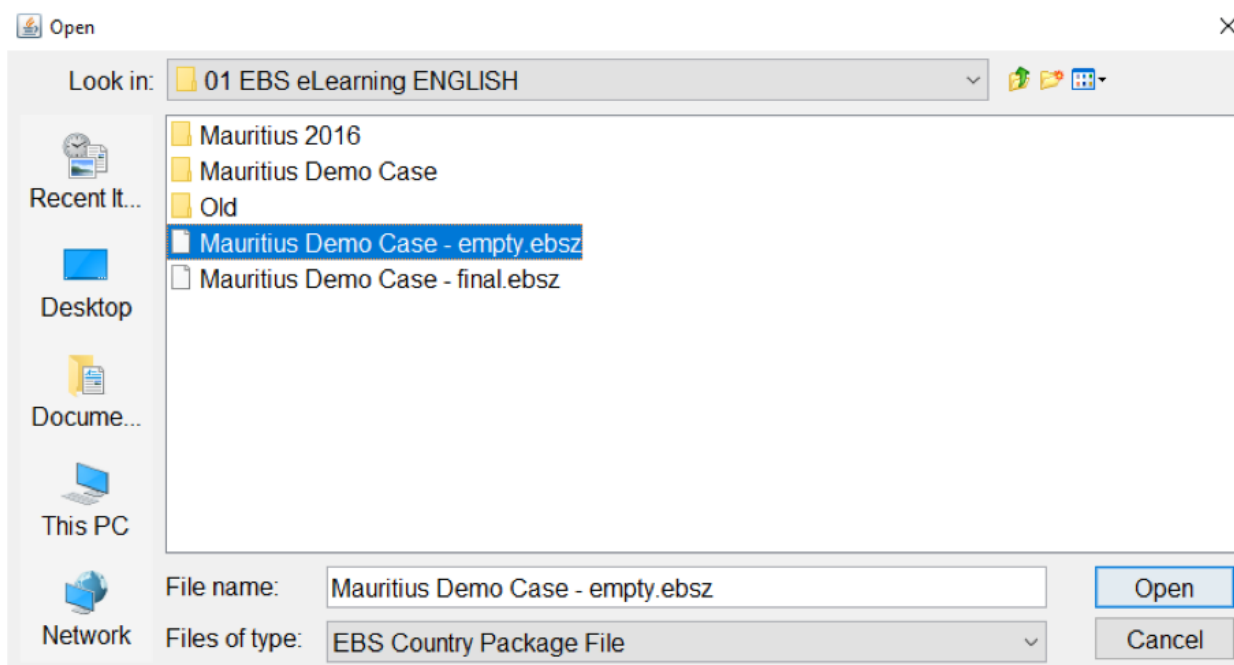 Open
Look in: 01 EBS eLearning ENGLISH
Mauritius 2016
Mauritius Demo Case
Old
Mauritius Demo Case - empty.ebsz
Mauritius Demo Case - final.ebsz
Recent It...
Desktop
Docume...
This PC
Network
File name: Mauritius Demo Case - empty.ebsz Open
Files of type: EBS Country Package File Cancel